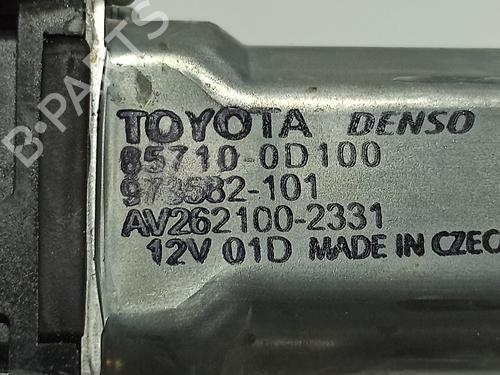 TOYOTA DENSO
85710-0D100
973582-101
AV262100-2331
12V 01D MADE IN CZEC
B-PARTS